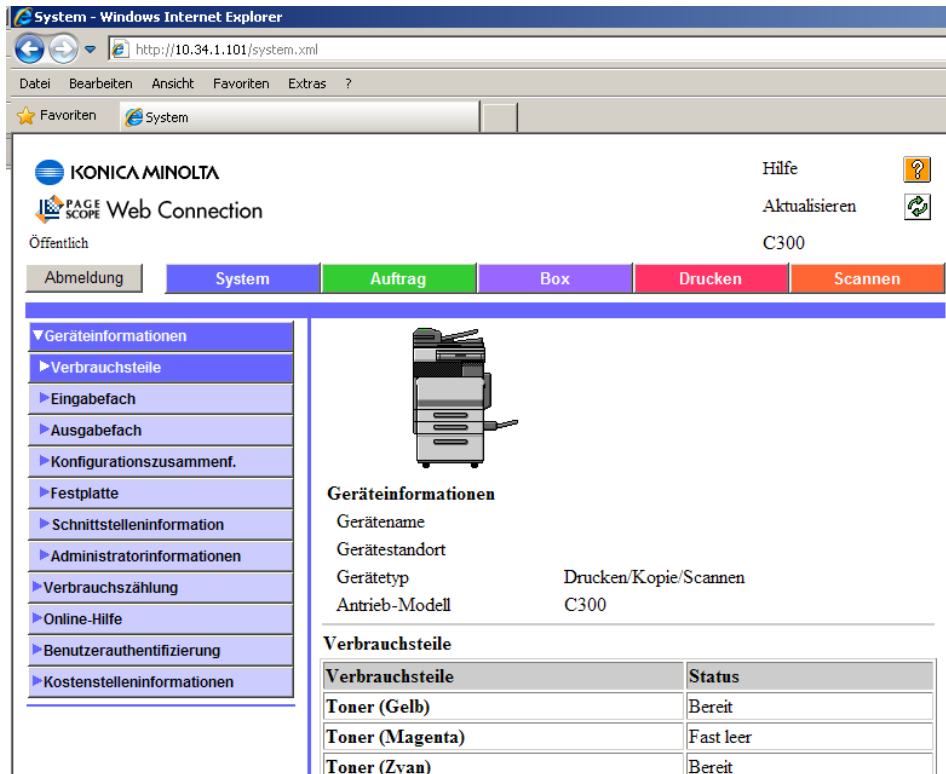 System - Windows Internet Explorer
http://10.34.1.101/system.xml
Datei Bearbeiten Ansicht Favoriten Extras ?
Favoriten System
KONICA MINOLTA
Hilfe ?
PAGE SCOPE Web Connection
Aktualisieren
Öffentlich
C300
Abmeldung System Auftrag Box Drucken Scannen
Geräteinformationen
Verbrauchsteile
Eingabefach
Ausgabefach
Konfigurationszusammenf.
Festplatte
Schnittstelleninformation
Administratorinformationen
Verbrauchszählung
Online-Hilfe
Benutzerauthentifizierung
Kostenstelleninformationen
Geräteinformationen
Gerätename
Gerätestandort
Gerätetyp Drucken/Kopie/Scannen
Antrieb-Modell C300
Verbrauchsteile
Verbrauchsteile Status
Toner (Gelb) Bereit
Toner (Magenta) Fast leer
Toner (Zyan) Bereit